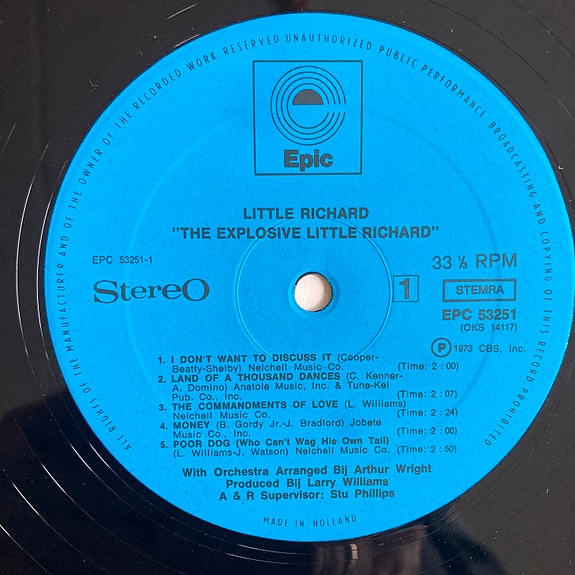 ALL RIGHTS OF THE MANUFACTURER AND OF THE OWNER OF THE RECORDED WORK RESERVED UNAUTHORIZED PUBLIC PERFORMANCE BROADCASTING AND COPYING OF THIS RECORD PROHIBITED
Epic
LITTLE RICHARD
"THE EXPLOSIVE LITTLE RICHARD"
EPC 53251-1
33 ⅓ RPM
Stereo
1
STEMRA
EPC 53251
(OKS 14117)
Ⓟ 1973 CBS, Inc.
1. I DON'T WANT TO DISCUSS IT (Cooper-
Beatty-Shelby) Nelchell Music Co. (Time: 2:00)
2. LAND OF A THOUSAND DANCES (C. Kenner-
A. Domino) Anatole Music, Inc. & Tune-Kel
Pub. Co., Inc. (Time: 2:07)
3. THE COMMANDMENTS OF LOVE (L. Williams)
Nelchell Music Co. (Time: 2:24)
4. MONEY (B. Gordy Jr.-J. Bradford) Jobete
Music Co., Inc. (Time: 2:00)
5. POOR DOG (Who Can't Wag His Own Tail)
(L. Williams-J. Watson) Nelchell Music Co. (Time: 2:50)
With Orchestra Arranged Bij Arthur Wright
Produced Bij Larry Williams
A & R Supervisor: Stu Phillips
MADE IN HOLLAND